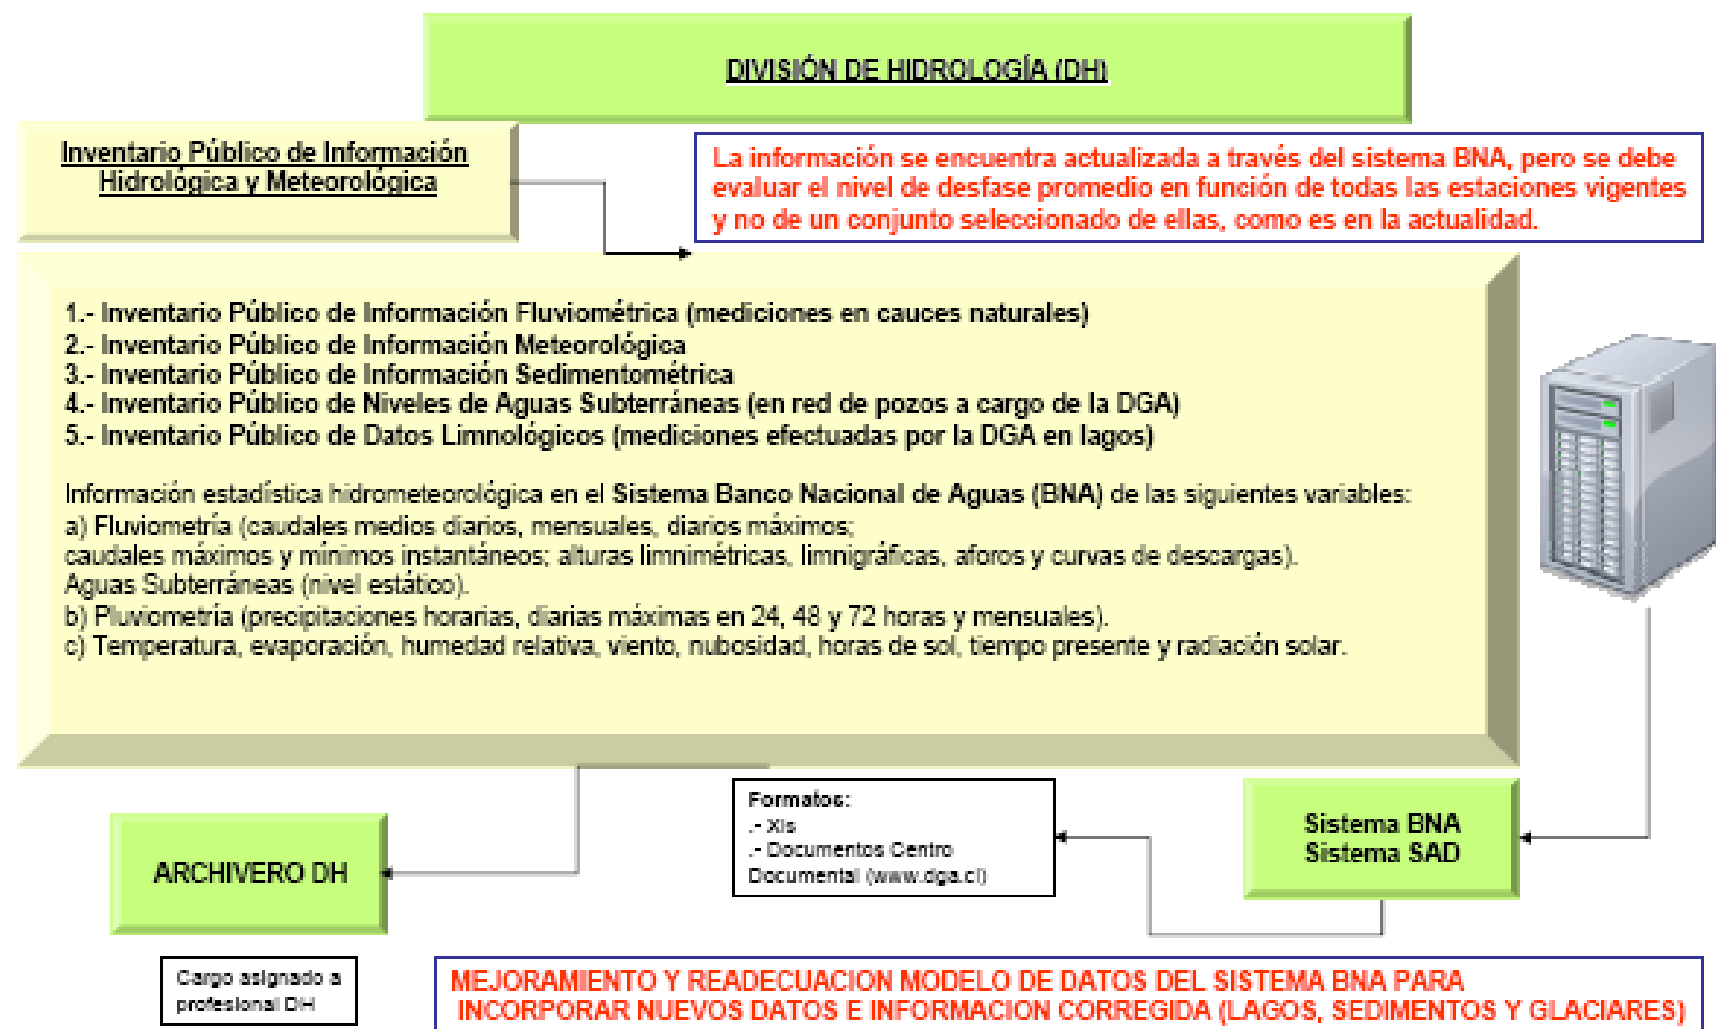 DIVISIÓN DE HIDROLOGÍA (DH)
Inventario Público de Información
Hidrológica y Meteorológica
La información se encuentra actualizada a través del sistema BNA, pero se debe
evaluar el nivel de desfase promedio en función de todas las estaciones vigentes
y no de un conjunto seleccionado de ellas, como es en la actualidad.
1.- Inventario Público de Información Fluviométrica (mediciones en cauces naturales)
2.- Inventario Público de Información Meteorológica
3.- Inventario Público de Información Sedimentométrica
4.- Inventario Público de Niveles de Aguas Subterráneas (en red de pozos a cargo de la DGA)
5.- Inventario Público de Datos Limnológicos (mediciones efectuadas por la DGA en lagos)
Información estadística hidrometeorológica en el Sistema Banco Nacional de Aguas (BNA) de las siguientes variables:
a) Fluviometría (caudales medios diarios, mensuales, diarios máximos;
caudales máximos y mínimos instantáneos; alturas limnimétricas, limnigráficas, aforos y curvas de descargas).
Aguas Subterráneas (nivel estático).
b) Pluviometría (precipitaciones horarias, diarias máximas en 24, 48 y 72 horas y mensuales).
c) Temperatura, evaporación, humedad relativa, viento, nubosidad, horas de sol, tiempo presente y radiación solar.
Formatos:
.- Xls
.- Documentos Centro
Documental (www.dga.cl)
Sistema BNA
Sistema SAD
ARCHIVERO DH
Cargo asignado a
profesional DH
MEJORAMIENTO Y READECUACION MODELO DE DATOS DEL SISTEMA BNA PARA
INCORPORAR NUEVOS DATOS E INFORMACION CORREGIDA (LAGOS, SEDIMENTOS Y GLACIARES)